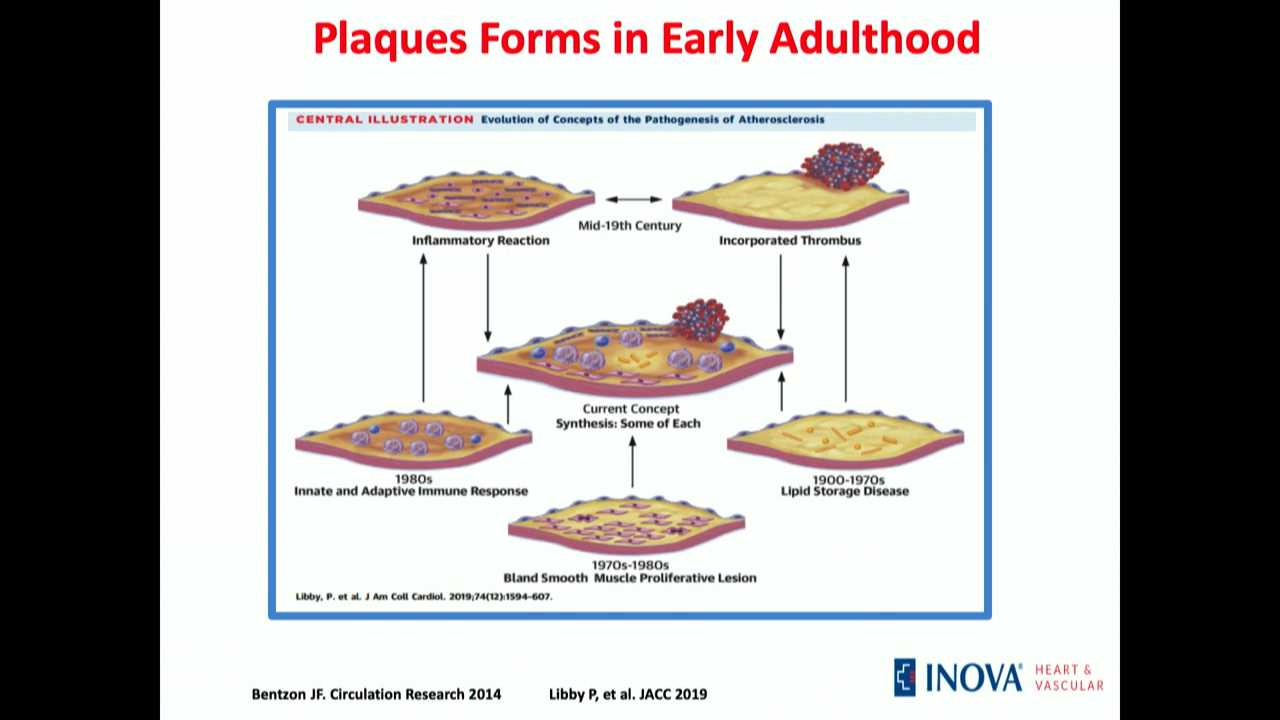 Plaques Forms in Early Adulthood
CENTRAL ILLUSTRATION Evolution of Concepts of the Pathogenesis of Atherosclerosis
Mid-19th Century
Inflammatory Reaction
Incorporated Thrombus
Current Concept
Synthesis: Some of Each
1980s
Innate and Adaptive Immune Response
1900-1970s
Lipid Storage Disease
1970s-1980s
Bland Smooth Muscle Proliferative Lesion
Libby, P. et al. J Am Coll Cardiol. 2019;74(12):1594-607.
INOVA®
HEART &
VASCULAR
Bentzon JF. Circulation Research 2014
Libby P, et al. JACC 2019